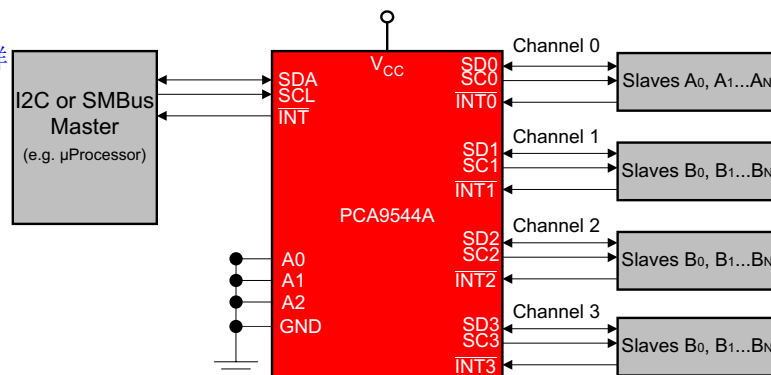 样
I2C or SMBus
Master
(e.g. µProcessor)
VCC
SDA
SCL
INT
PCA9544A
A0
A1
A2
GND
SD0
SC0
INT0
SD1
SC1
INT1
SD2
SC2
INT2
SD3
SC3
INT3
Channel 0
Slaves A0, A1...AN
Channel 1
Slaves B0, B1...BN
Channel 2
Slaves B0, B1...BN
Channel 3
Slaves B0, B1...BN